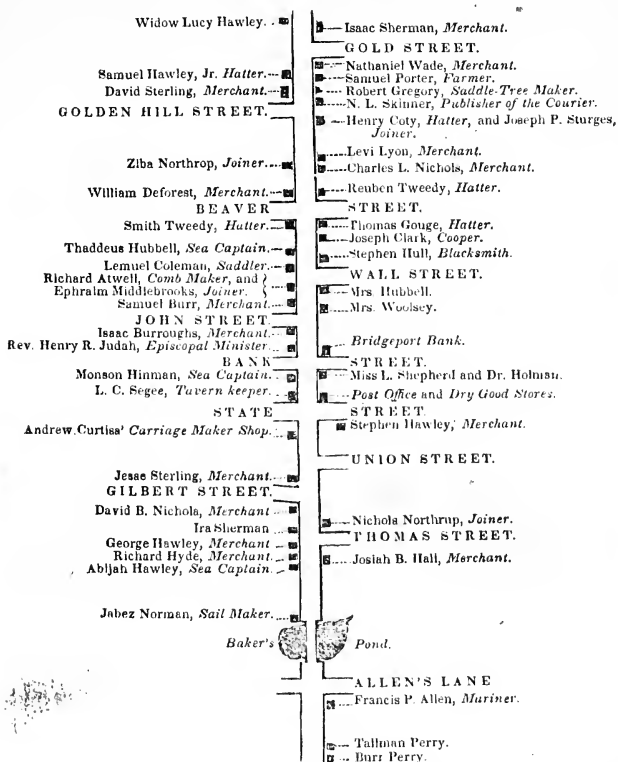 Widow Lucy Hawley.
Isaac Sherman, Merchant.
GOLD STREET.
Nathaniel Wade, Merchant.
Samuel Hawley, Jr. Hatter.
Samuel Porter, Farmer.
David Sterling, Merchant.
Robert Gregory, Saddle-Tree Maker.
N. L. Skinner, Publisher of the Courier.
GOLDEN HILL STREET.
Henry Coty, Hatter, and Joseph P. Sturges,
Joiner.
Levi Lyon, Merchant.
Ziba Northrop, Joiner.
Charles L. Nichols, Merchant.
William Deforest, Merchant.
Reuben Tweedy, Hatter.
BEAVER STREET.
Smith Tweedy, Hatter.
Thomas Gouge, Hatter.
Joseph Clark, Cooper.
Thaddeus Hubbell, Sea Captain.
Stephen Hull, Blacksmith.
Lemuel Coleman, Saddler.
WALL STREET.
Richard Atwell, Comb Maker, and
Ephraim Middlebrooks, Joiner.
Mrs. Hubbell.
Samuel Burr, Merchant.
Mrs. Woolsey.
JOHN STREET.
Isaac Burroughs, Merchant.
Rev. Henry R. Judah, Episcopal Minister.
Bridgeport Bank.
BANK STREET.
Monson Hinman, Sea Captain.
Miss L. Shepherd and Dr. Holman.
L. C. Segee, Tavern keeper.
Post Office and Dry Good Stores.
STATE STREET.
Andrew Curtiss' Carriage Maker Shop.
Stephen Hawley, Merchant.
UNION STREET.
Jesse Sterling, Merchant.
GILBERT STREET.
David B. Nichols, Merchant
Nichols Northrup, Joiner.
Ira Sherman
THOMAS STREET.
George Hawley, Merchant
Richard Hyde, Merchant.
Josiah B. Hall, Merchant.
Abijah Hawley, Sea Captain.
Jabez Norman, Sail Maker.
Baker's Pond.
ALLEN'S LANE
Francis P. Allen, Mariner.
Tallman Perry.
Burr Perry.